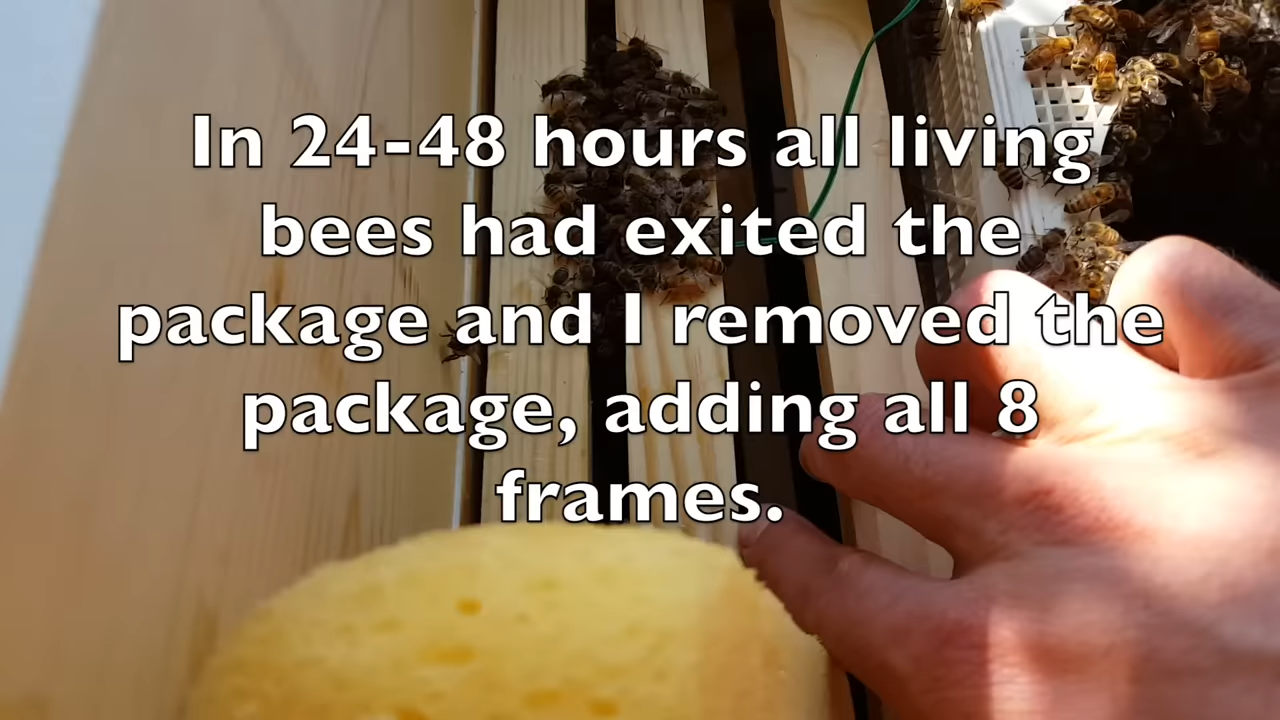 In 24-48 hours all living
bees had exited the
package and I removed the
package, adding all 8
frames.